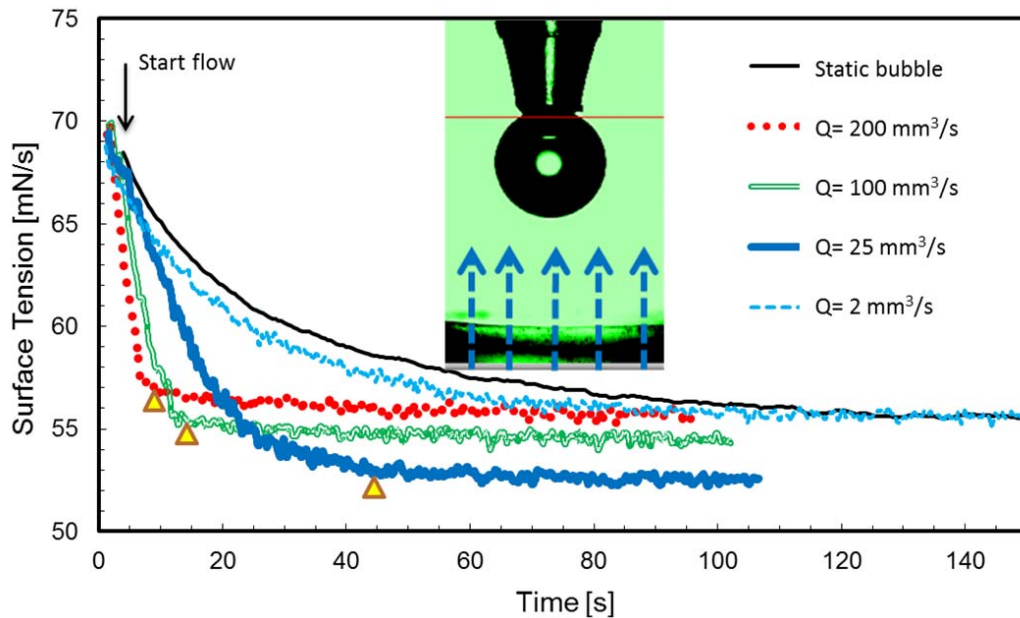 75
70
65
60
55
50
Surface Tension [mN/s]
Start flow
Static bubble
Q= 200 mm³/s
Q= 100 mm³/s
Q= 25 mm³/s
Q= 2 mm³/s
0 20 40 60 80 100 120 140
Time [s]